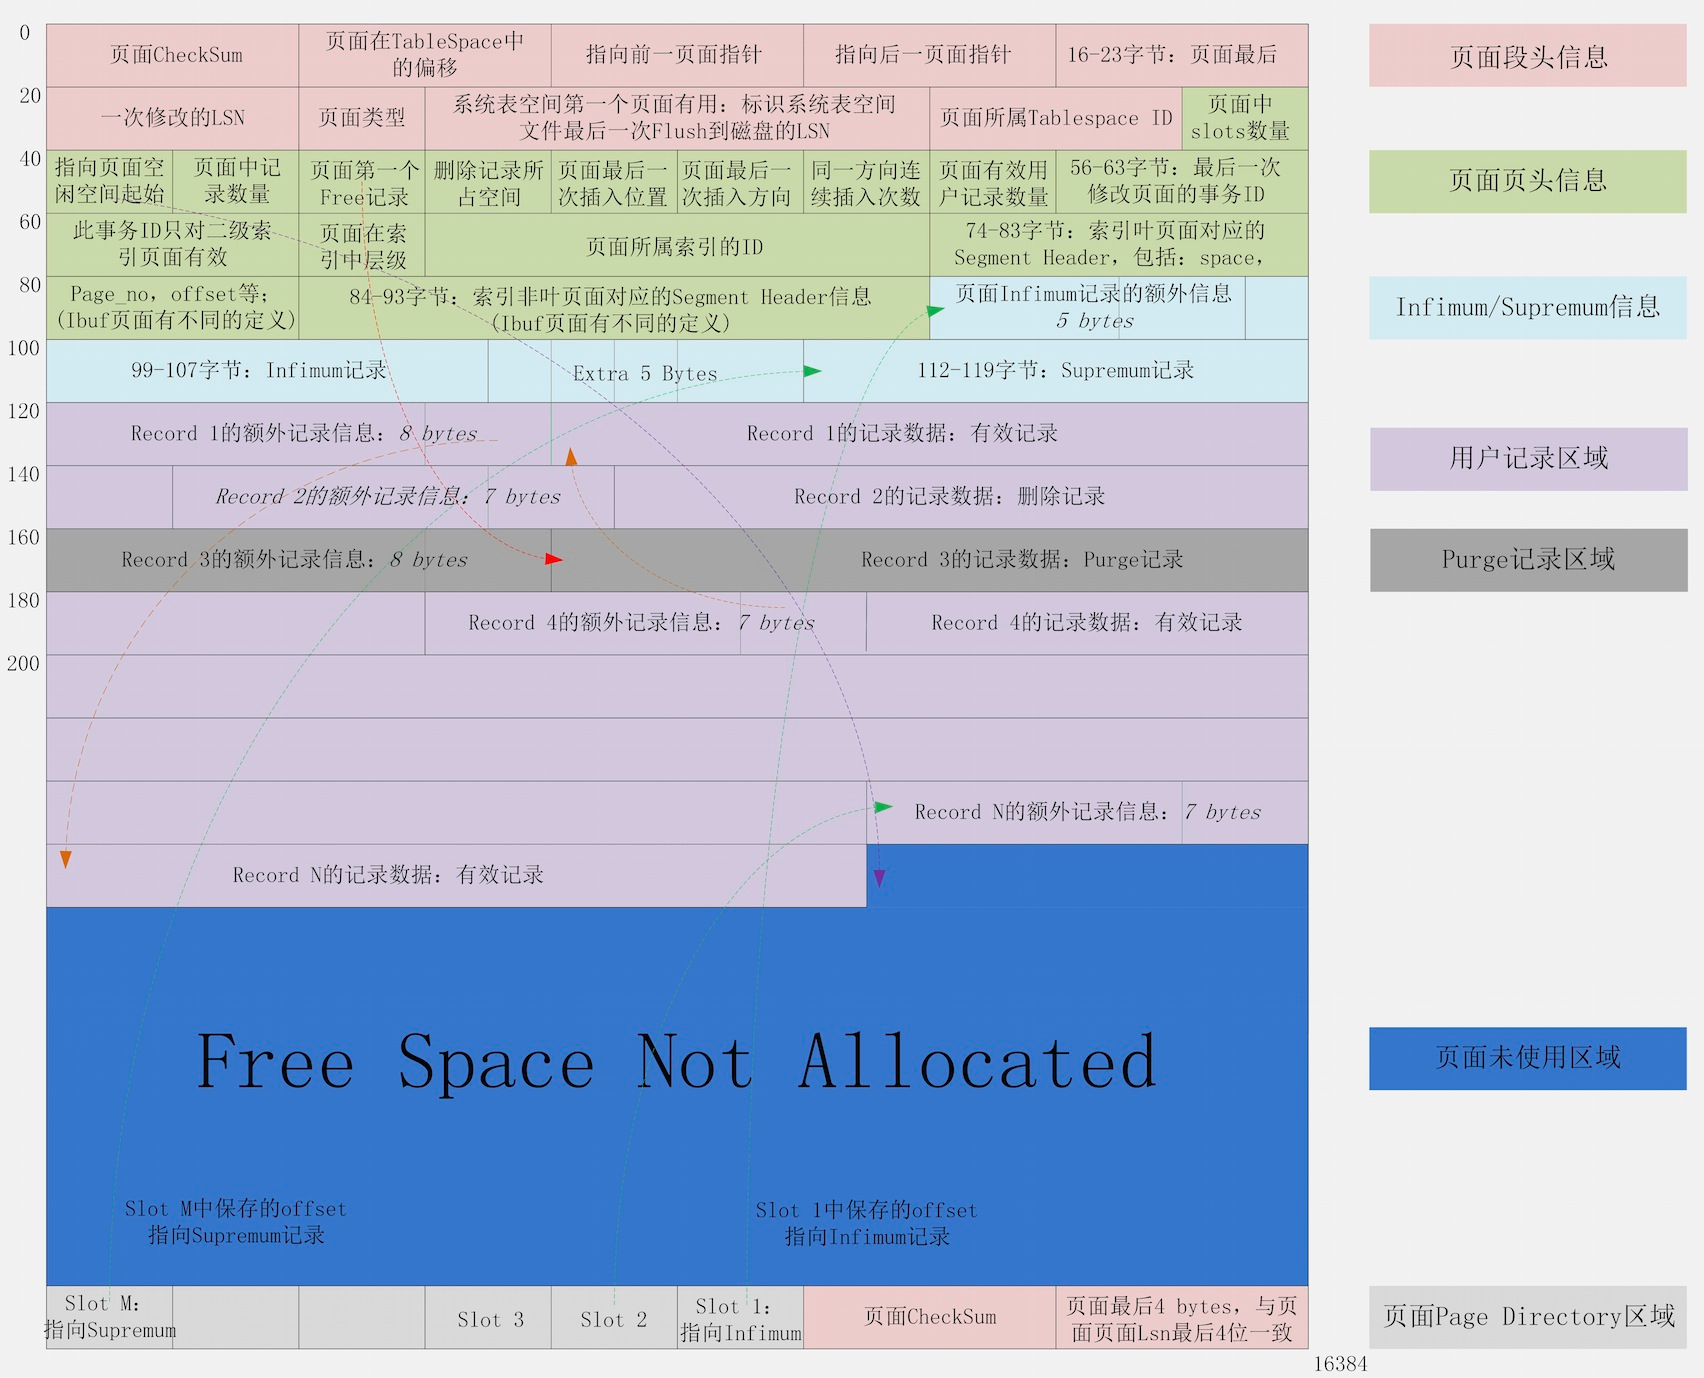 0
页面CheckSum
页面在TableSpace中
的偏移
指向前一页面指针
指向后一页面指针
16-23字节: 页面最后
页面段头信息
20
一次修改的LSN
页面类型
系统表空间第一个页面有用: 标识系统表空间
文件最后一次Flush到磁盘的LSN
页面所属Tablespace ID
页面中
slots数量
40
指向页面空
闲空间起始
页面中记
录数量
页面第一个
Free记录
删除记录所
占空间
页面最后一
次插入位置
页面最后一
次插入方向
同一方向连
续插入次数
页面有效用
户记录数量
56-63字节: 最后一次
修改页面的事务ID
页面页头信息
60
此事务ID只对二级索
引页面有效
页面在索
引中层级
页面所属索引的ID
74-83字节: 索引叶页面对应的
Segment Header, 包括: space,
80
Page_no, offset等;
(Ibuf页面有不同的定义)
84-93字节: 索引非叶页面对应的Segment Header信息
(Ibuf页面有不同的定义)
页面Infimum记录的额外信息
5 bytes
Infimum/Supremum信息
100
99-107字节: Infimum记录
Extra 5 Bytes
112-119字节: Supremum记录
120
Record 1的额外记录信息: 8 bytes
Record 1的记录数据: 有效记录
用户记录区域
140
Record 2的额外记录信息: 7 bytes
Record 2的记录数据: 删除记录
160
Record 3的额外记录信息: 8 bytes
Record 3的记录数据: Purge记录
Purge记录区域
180
Record 4的额外记录信息: 7 bytes
Record 4的记录数据: 有效记录
200
Record N的额外记录信息: 7 bytes
Record N的记录数据: 有效记录
Free Space Not Allocated
页面未使用区域
Slot M中保存的offset
指向Supremum记录
Slot 1中保存的offset
指向Infimum记录
Slot M:
指向Supremum
Slot 3
Slot 2
Slot 1:
指向Infimum
页面CheckSum
页面最后4 bytes, 与页
面页面Lsn最后4位一致
页面Page Directory区域
16384